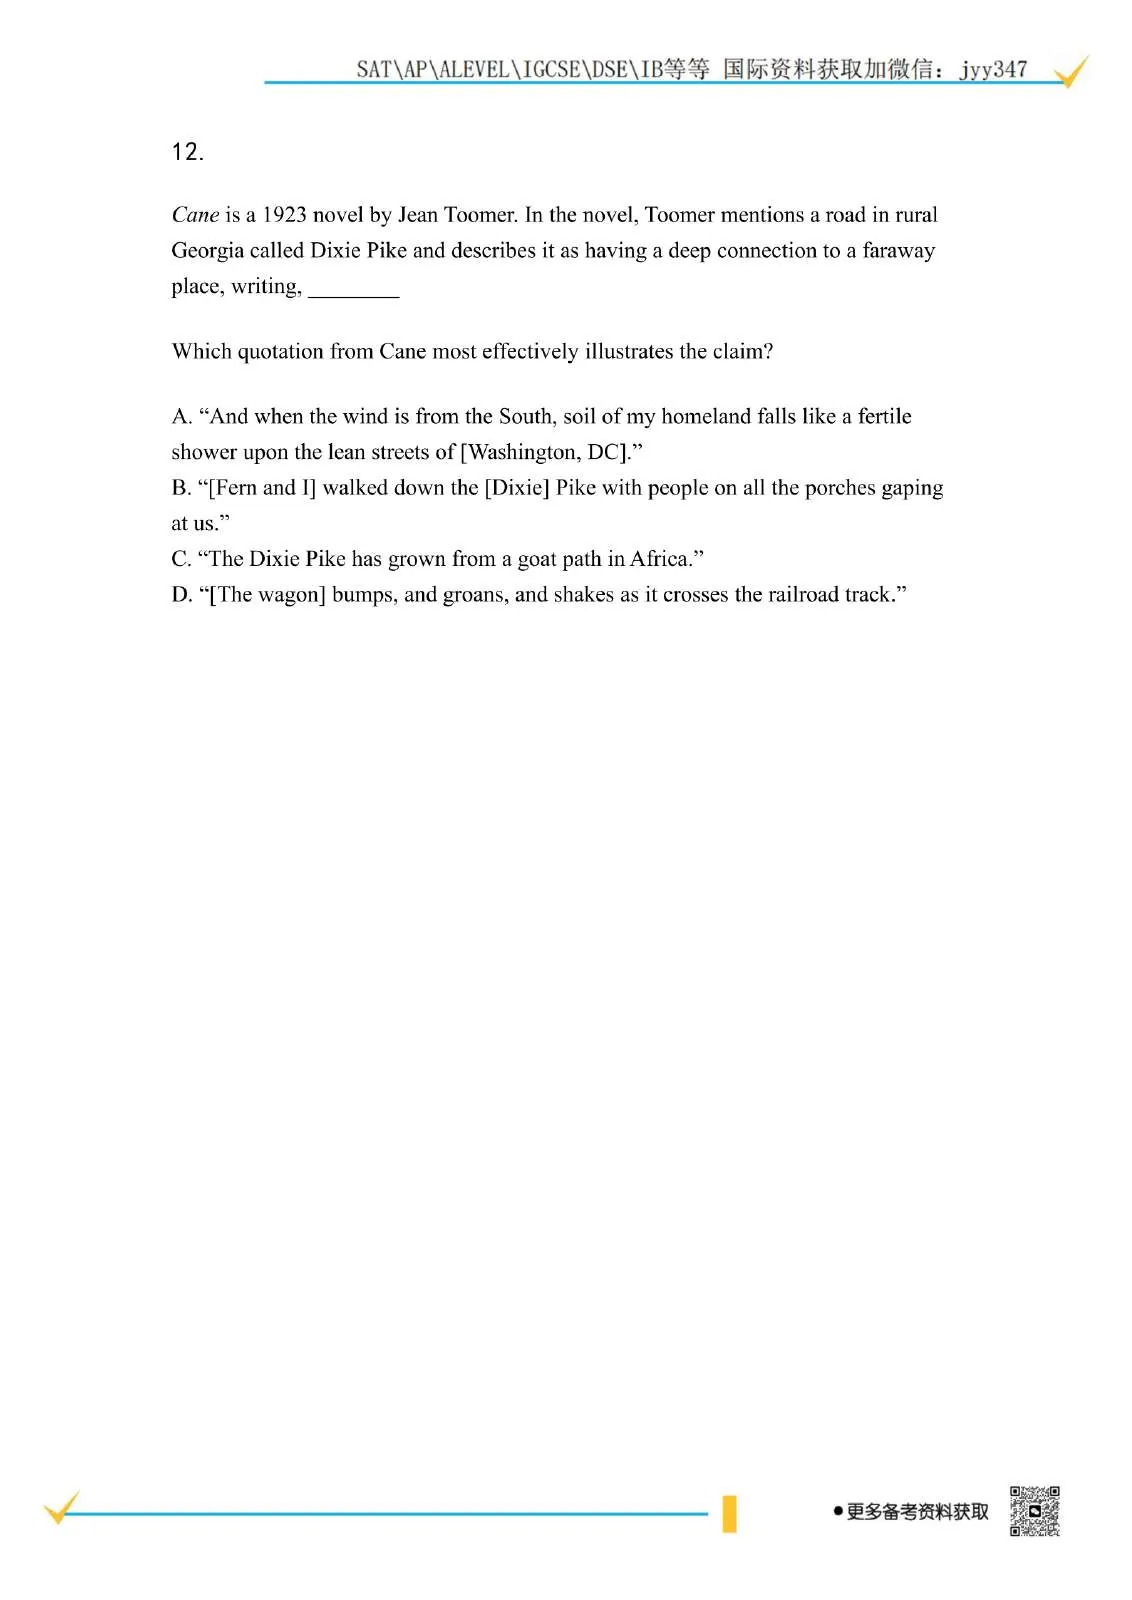 SAT\AP\ALEVEL\IGCSE\DSE\IB等等 国际资料获取加微信：jyy347
12.
Cane is a 1923 novel by Jean Toomer. In the novel, Toomer mentions a road in rural
Georgia called Dixie Pike and describes it as having a deep connection to a faraway
place, writing, ________
Which quotation from Cane most effectively illustrates the claim?
A. “And when the wind is from the South, soil of my homeland falls like a fertile
shower upon the lean streets of [Washington, DC].”
B. “[Fern and I] walked down the [Dixie] Pike with people on all the porches gaping
at us.”
C. “The Dixie Pike has grown from a goat path in Africa.”
D. “[The wagon] bumps, and groans, and shakes as it crosses the railroad track.”
●更多备考资料获取